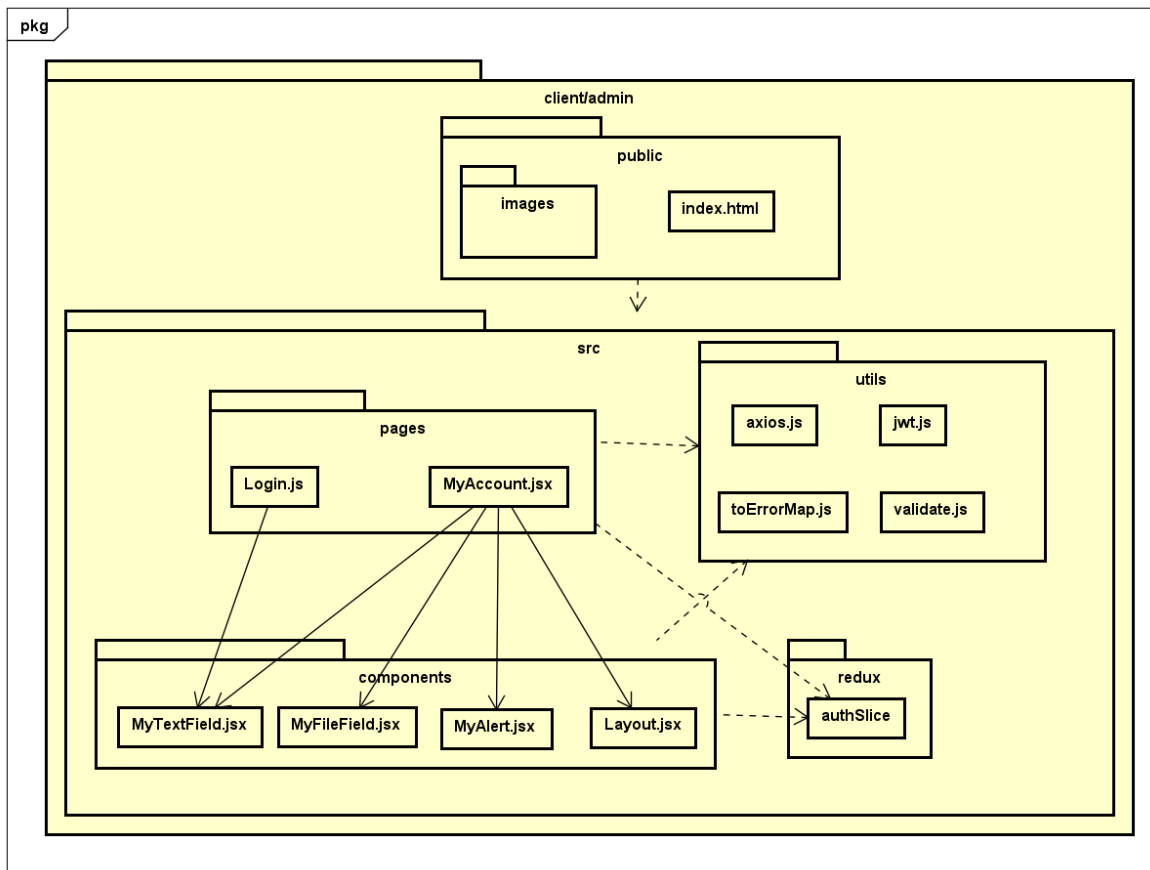 pkg
client/admin
public
images
index.html
src
utils
axios.js
jwt.js
pages
Login.js
MyAccount.jsx
toErrorMap.js
validate.js
components
redux
MyTextField.jsx
MyFileField.jsx
MyAlert.jsx
Layout.jsx
authSlice